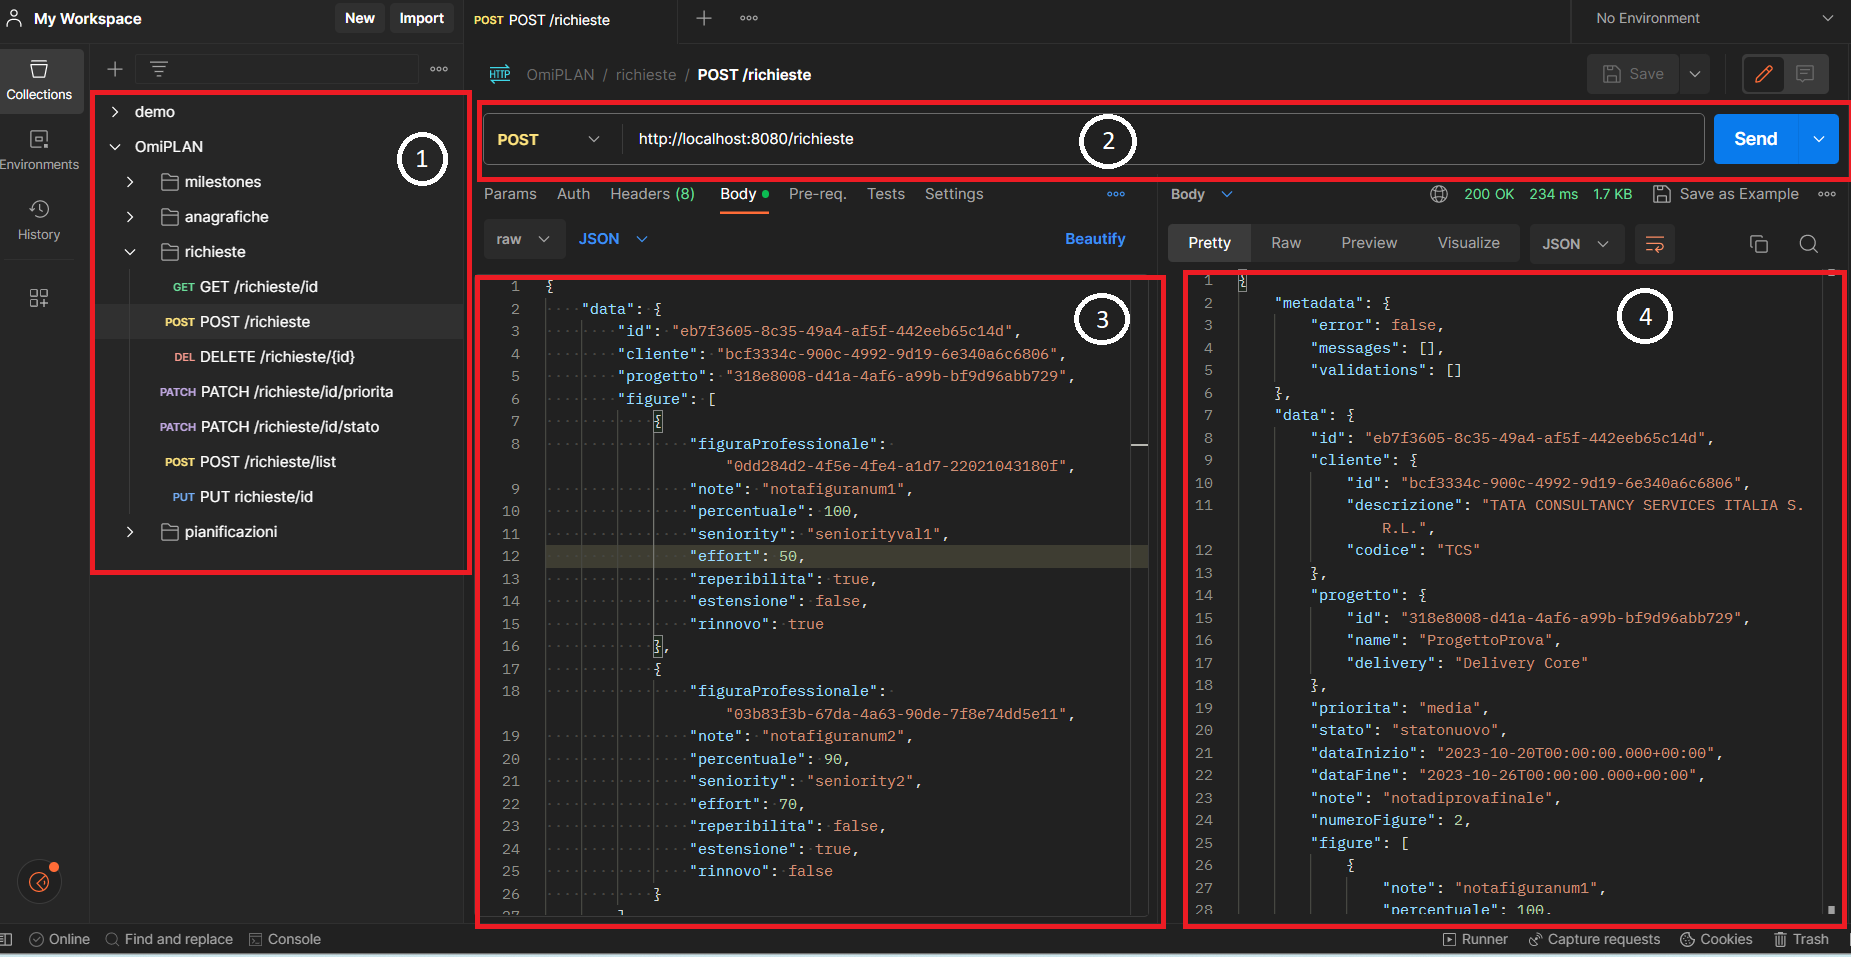 My Workspace
New
Import
POST POST /richieste
No Environment
Collections
Environments
History
OmiPLAN / richieste / POST /richieste
Save
demo
OmiPLAN
milestones
anagrafiche
richieste
GET GET /richieste/id
POST POST /richieste
DEL DELETE /richieste/{id}
PATCH PATCH /richieste/id/priorita
PATCH PATCH /richieste/id/stato
POST POST /richieste/list
PUT PUT richieste/id
pianificazioni
1
POST http://localhost:8080/richieste
2
Send
Params Auth Headers (8) Body Pre-req. Tests Settings
raw JSON Beautify
3
1 {
2 "data": {
3 "id": "eb7f3605-8c35-49a4-af5f-442eeb65c14d",
4 "cliente": "bcf3334c-900c-4992-9d19-6e340a6c6806",
5 "progetto": "318e8008-d41a-4af6-a99b-bf9d96abb729",
6 "figure": [
7 {
8 "figuraProfessionale":
"0dd284d2-4f5e-4fe4-a1d7-22021043180f",
9 "note": "notafiguranum1",
10 "percentuale": 100,
11 "seniority": "seniorityval1",
12 "effort": 50,
13 "reperibilita": true,
14 "estensione": false,
15 "rinnovo": true
16 },
17 {
18 "figuraProfessionale":
"03b83f3b-67da-4a63-90de-7f8e74dd5e11",
19 "note": "notafiguranum2",
20 "percentuale": 90,
21 "seniority": "seniority2",
22 "effort": 70,
23 "reperibilita": false,
24 "estensione": true,
25 "rinnovo": false
26 }
27
Body 200 OK 234 ms 1.7 KB Save as Example
Pretty Raw Preview Visualize JSON
4
1 {
2 "metadata": {
3 "error": false,
4 "messages": [],
5 "validations": []
6 },
7 "data": {
8 "id": "eb7f3605-8c35-49a4-af5f-442eeb65c14d",
9 "cliente": {
10 "id": "bcf3334c-900c-4992-9d19-6e340a6c6806",
11 "descrizione": "TATA CONSULTANCY SERVICES ITALIA S.
R.L.",
12 "codice": "TCS"
13 },
14 "progetto": {
15 "id": "318e8008-d41a-4af6-a99b-bf9d96abb729",
16 "name": "ProgettoProva",
17 "delivery": "Delivery Core"
18 },
19 "priorita": "media",
20 "stato": "statonuovo",
21 "dataInizio": "2023-10-20T00:00:00.000+00:00",
22 "dataFine": "2023-10-26T00:00:00.000+00:00",
23 "note": "notadiprovafinale",
24 "numeroFigure": 2,
25 "figure": [
26 {
27 "note": "notafiguranum1",
28 "percentuale": 100,
Online Find and replace Console
Runner Capture requests Cookies Trash